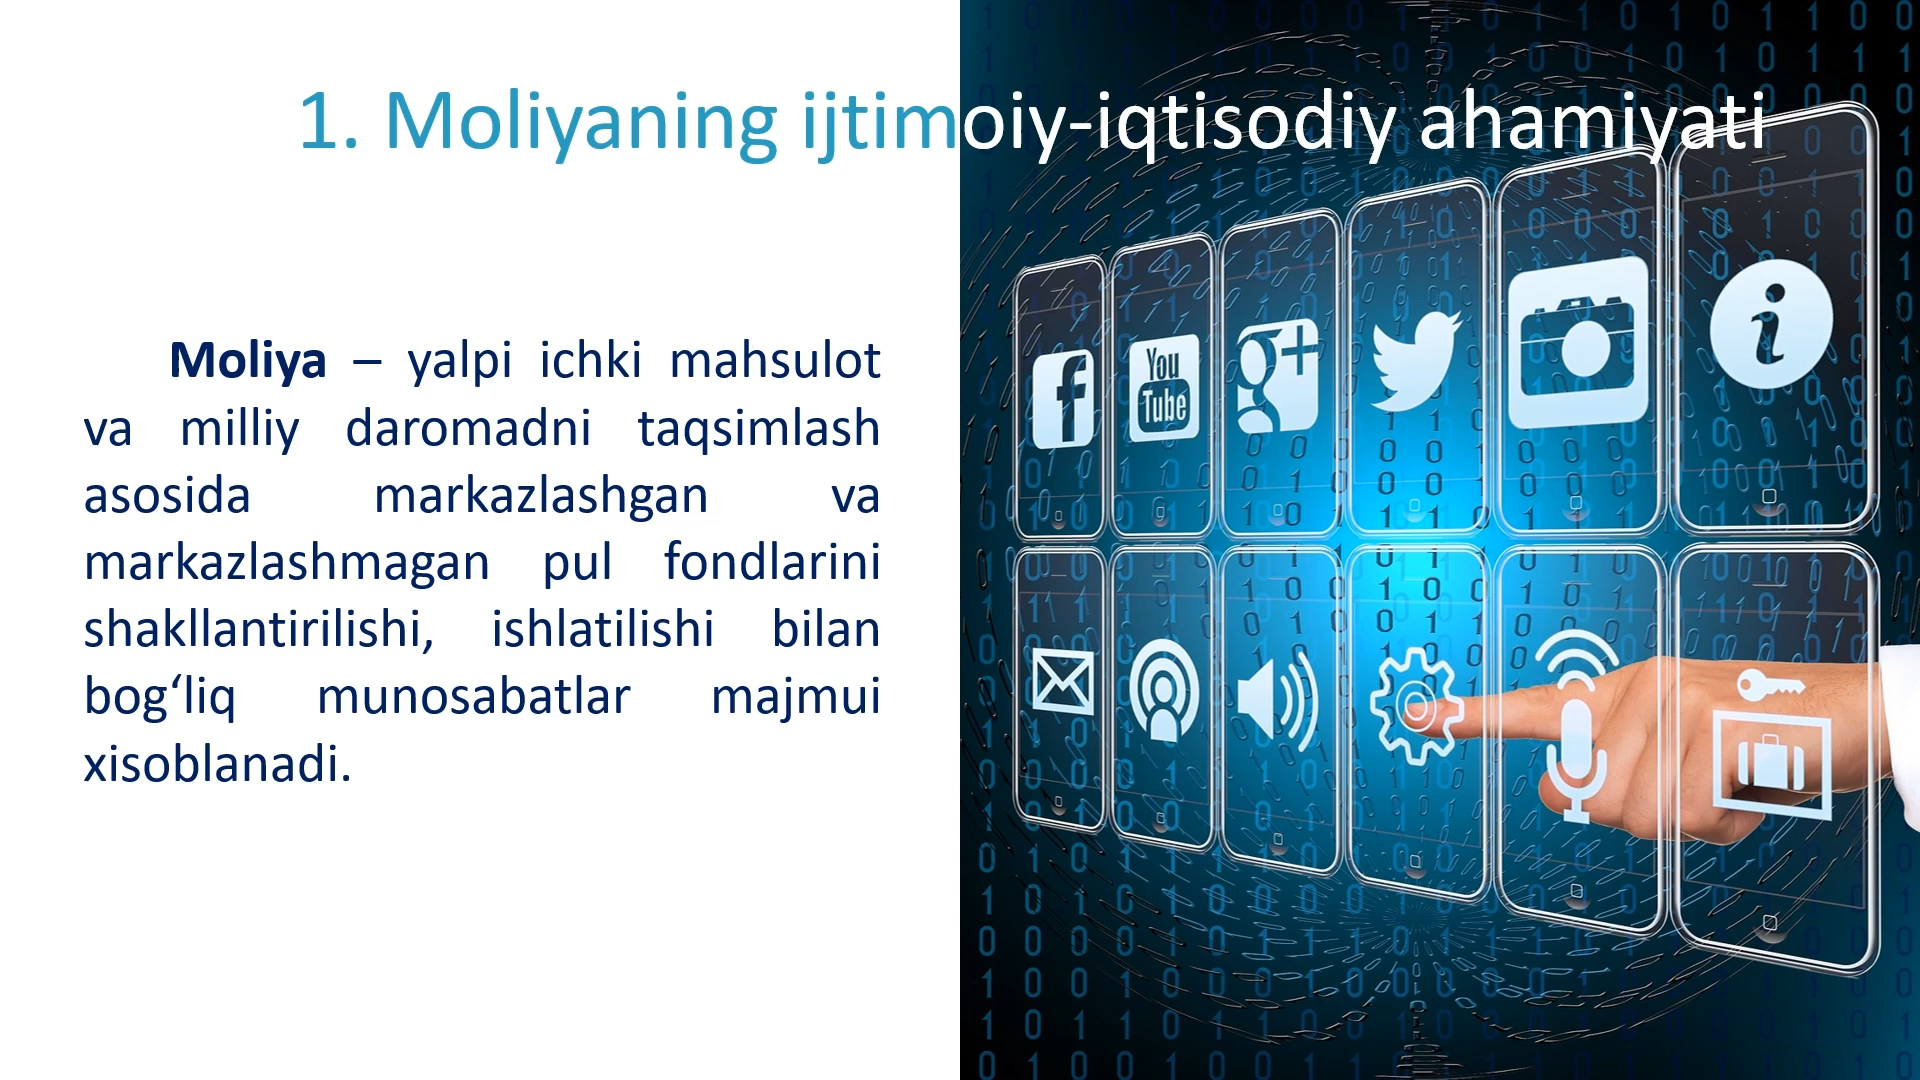 1. Moliyaning ijtimoiy-iqtisodiy ahamiyati
Moliya – yalpi ichki mahsulot
va milliy daromadni taqsimlash
asosida markazlashgan va
markazlashmagan pul fondlarini
shakllantirilishi, ishlatilishi bilan
bog‘liq munosabatlar majmui
xisoblanadi.
You
Tube